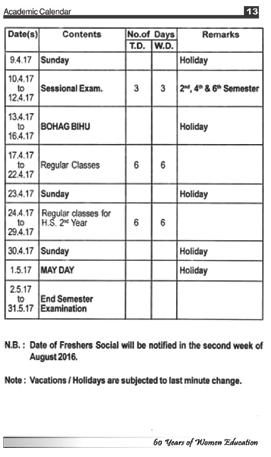 Academic Calendar 13
Date(s) Contents No.of Days Remarks
T.D. W.D.
9.4.17 Sunday Holiday
10.4.17
to Sessional Exam. 3 3 2nd, 4th & 6th Semester
12.4.17
13.4.17
to BOHAG BIHU Holiday
16.4.17
17.4.17
to Regular Classes 6 6
22.4.17
23.4.17 Sunday Holiday
24.4.17 Regular classes for
to H.S. 2nd Year 6 6
29.4.17
30.4.17 Sunday Holiday
1.5.17 MAY DAY Holiday
2.5.17
to End Semester
31.5.17 Examination
N.B. : Date of Freshers Social will be notified in the second week of
August 2016.
Note : Vacations / Holidays are subjected to last minute change.
60 Years of Women Education